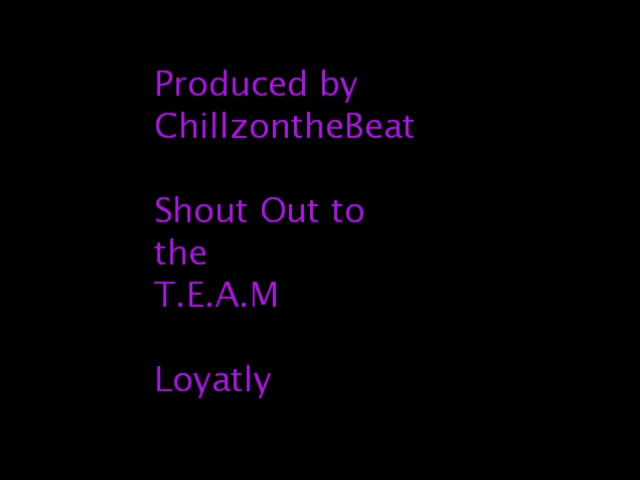 Produced by
ChillzontheBeat
Shout Out to
the
T.E.A.M
Loyatly